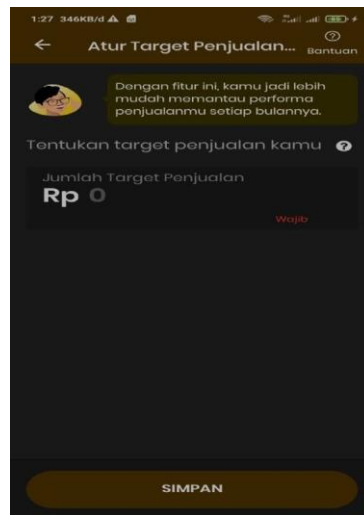 1:27 346KB/d
Atur Target Penjualan...
Bantuan
Dengan fitur ini, kamu jadi lebih
mudah memantau performa
penjualanmu setiap bulannya.
Tentukan target penjualan kamu
Jumlah Target Penjualan
Rp 0
Wajib
SIMPAN